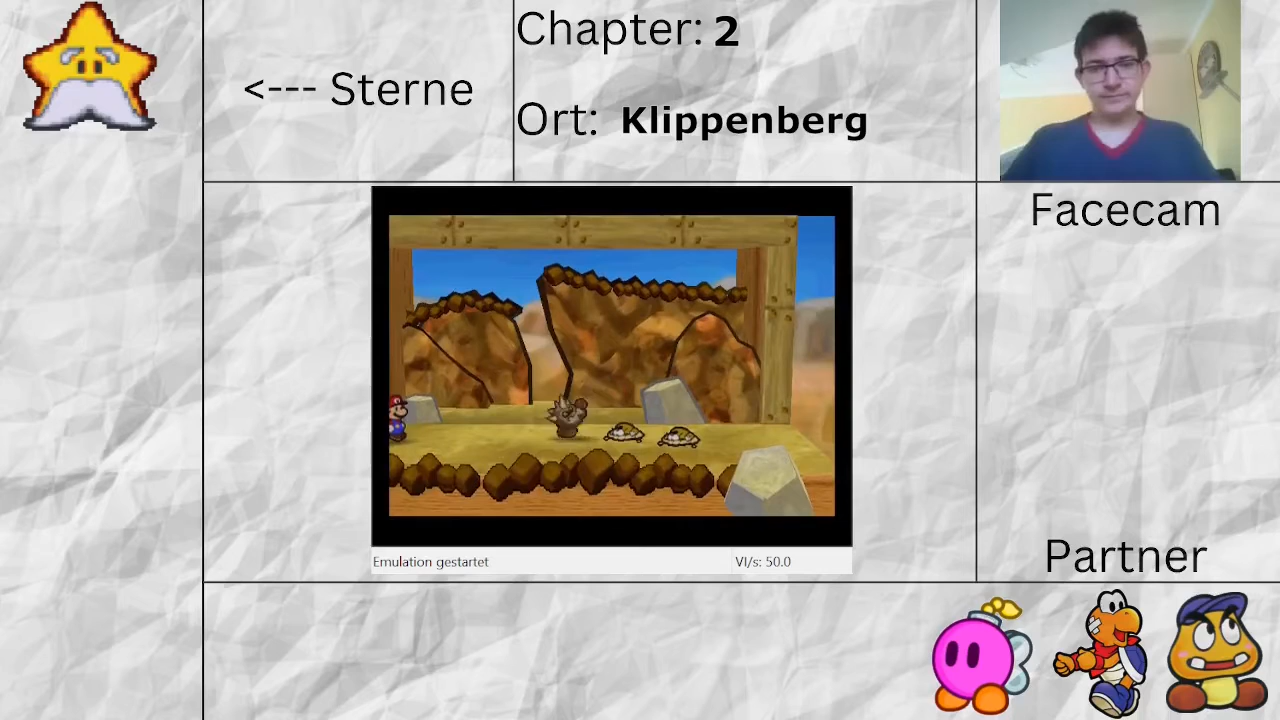 Chapter: 2
<--- Sterne
Ort: Klippenberg
Facecam
Emulation gestartet
VI/s: 50.0
Partner